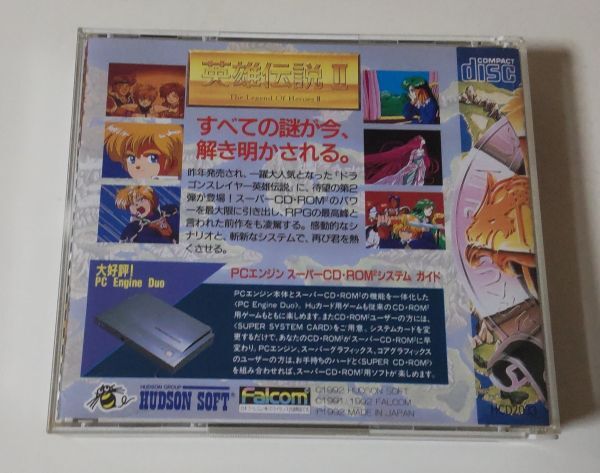 英雄伝説 II
The Legend Of Heroes II
COMPACT
disc
すべての謎が今、
解き明かされる。
昨年発売され、一躍大人気となった「ドラ
ゴンスレイヤー英雄伝説」に、待望の第2
弾が登場！スーパーCD・ROM²のパワ
ーを最大限に引き出し、RPGの最高峰と
言われた前作をも凌駕する。感動的なシ
ナリオと、斬新なシステムで、再び君を熱
くさせる。
大好評！
PC Engine Duo
PCエンジン スーパーCD・ROM²システム ガイド
PCエンジン本体とスーパーCD・ROM²の機能を一体化した
〈PC Engine Duo〉。Huカード用ゲームも従来のCD・ROM²
用ゲームもともに楽しめます。またCD・ROM²ユーザーの方には、
〈SUPER SYSTEM CARD〉をご用意。システムカードを変
更するだけで、あなたのCD・ROM²がスーパーCD・ROM²に早
変わり。PCエンジン、スーパーグラフィックス、コアグラフィックス
のユーザーの方は、お手持ちのハードと〈SUPER CD・ROM²〉
を組み合わせれば、スーパーCD・ROM²用ソフトが楽しめます。
HUDSON GROUP
HUDSON SOFT®
Falcom
©1992 HUDSON SOFT
©1991, 1992 FALCOM
Ⓟ1992 MADE IN JAPAN